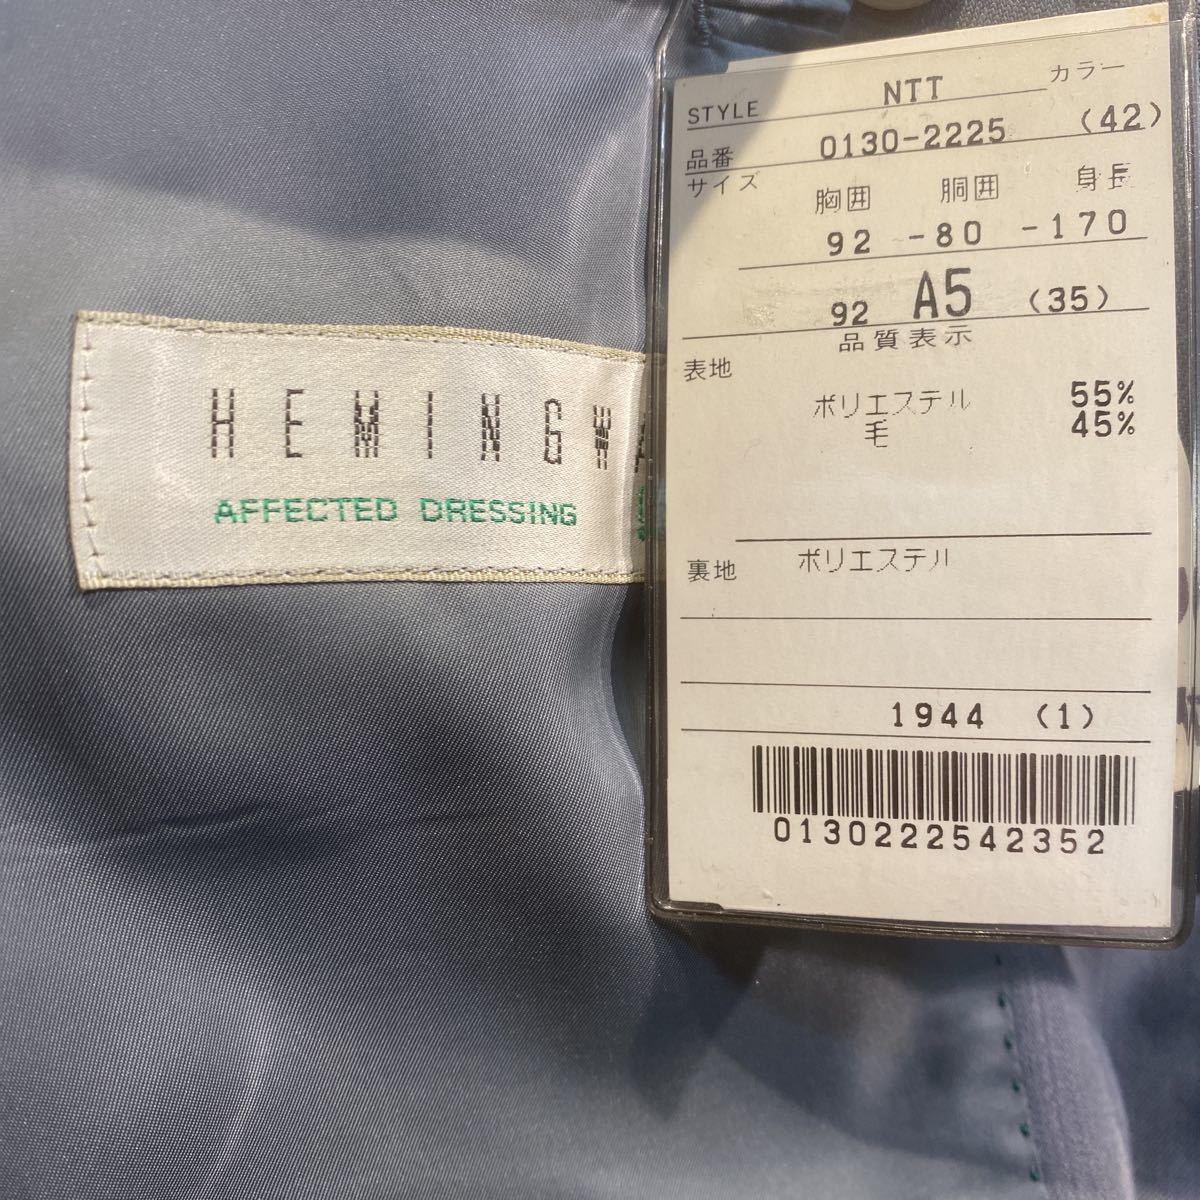 HEMINGWA
AFFECTED DRESSING
STYLE NTT カラー
品番 0130-2225 (42)
サイズ 胸囲 胴囲 身長
92 -80 -170
92 A5 (35)
品質表示
表地
ポリエステル 55%
毛 45%
裏地 ポリエステル
1944 (1)
0130222542352